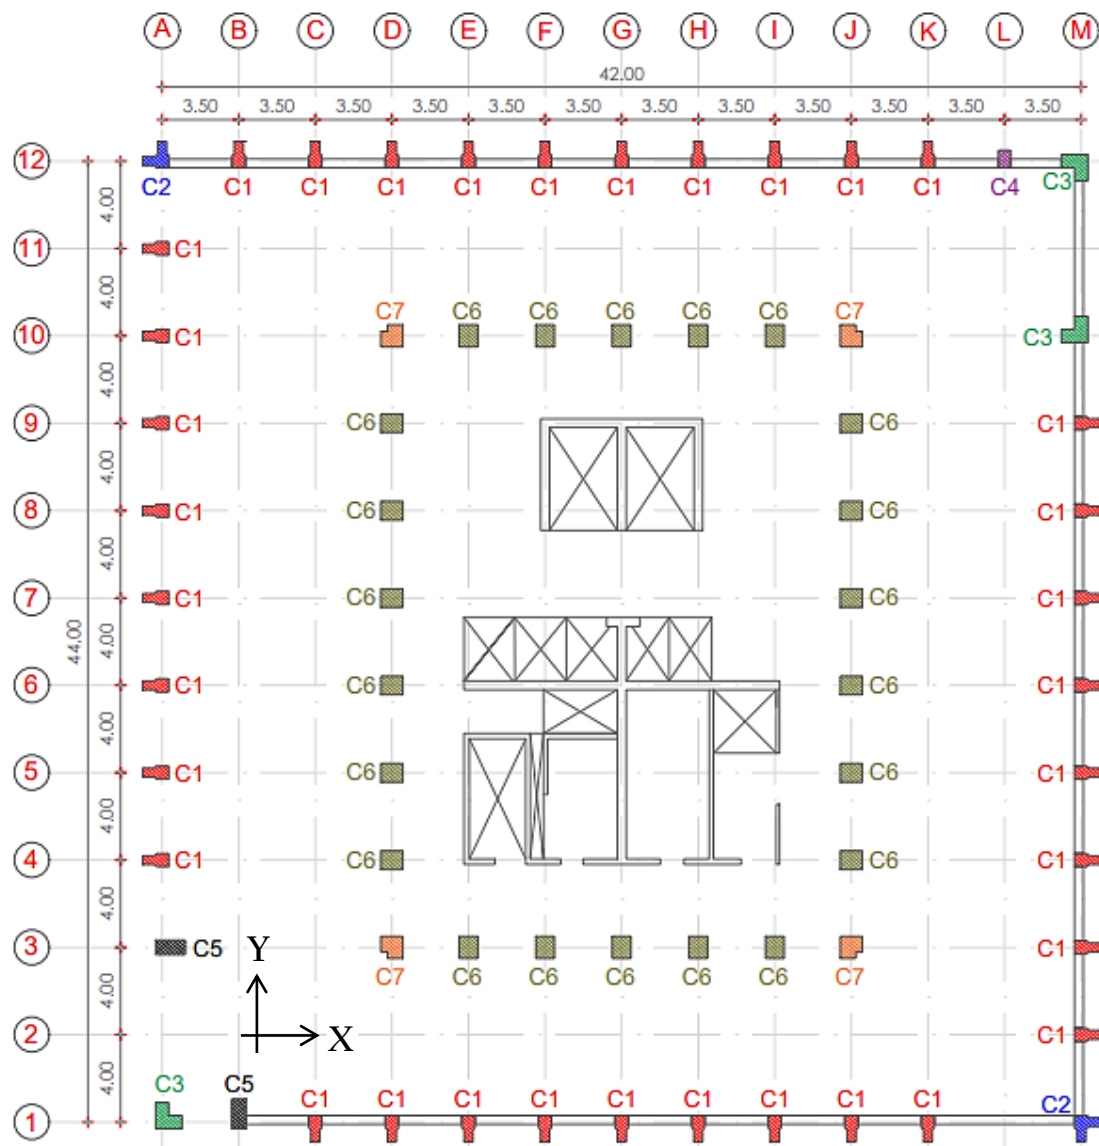 A B C D E F G H I J K L M
42.00
3.50 3.50 3.50 3.50 3.50 3.50 3.50 3.50 3.50 3.50 3.50 3.50
12
C2 C1 C1 C1 C1 C1 C1 C1 C1 C1 C1 C4 C3
4.00
11 C1
4.00
C7 C6 C6 C6 C6 C6 C7
10 C1 C3
4.00
9 C1 C6 C6 C1
4.00
8 C1 C6 C6 C1
4.00
7 C1 C6 C6 C1
44.00
4.00
6 C1 C6 C6 C1
4.00
5 C1 C6 C6 C1
4.00
4 C1 C6 C6 C1
4.00
3 C5 Y C1
C7 C6 C6 C6 C6 C6 C7
4.00
2 X C1
4.00
C3 C5 C1 C1 C1 C1 C1 C1 C1 C1 C1 C2
1